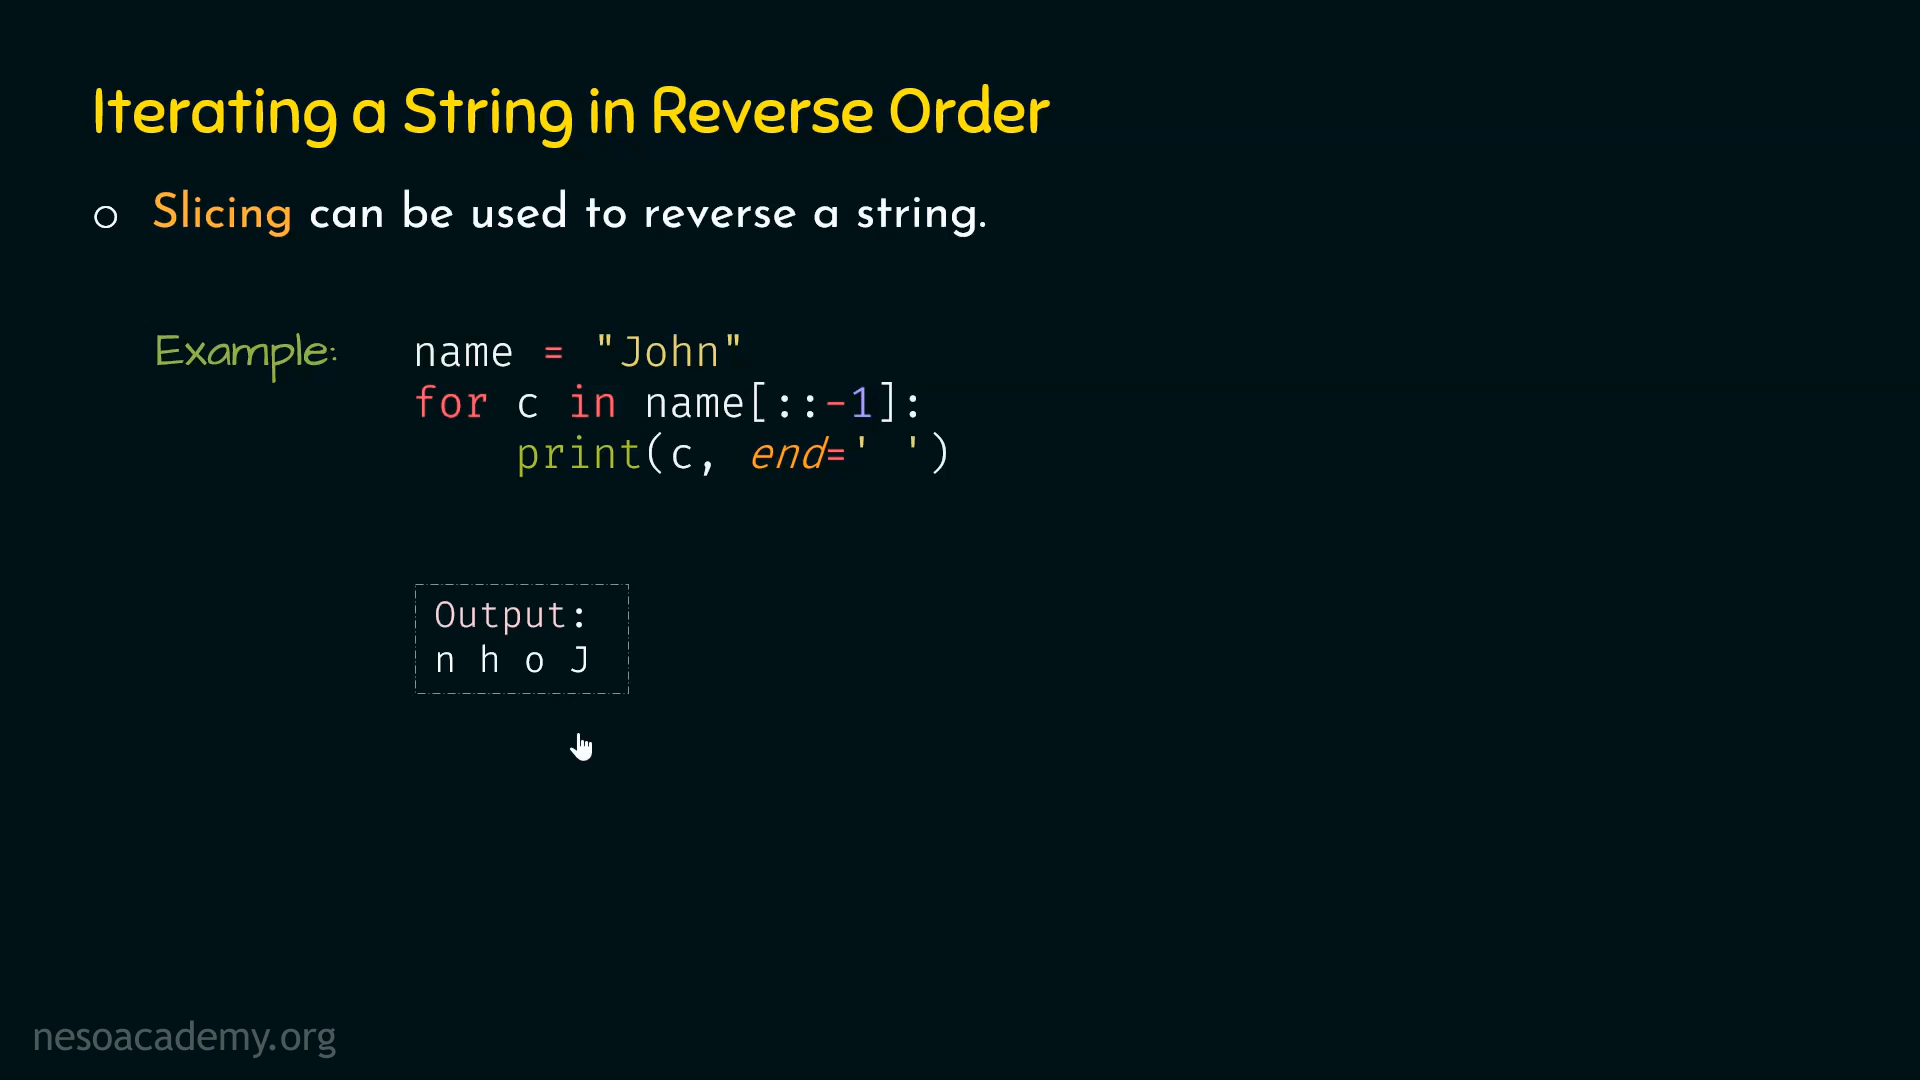 Iterating a String in Reverse Order
○ Slicing can be used to reverse a string.
Example: name = "John"
for c in name[::-1]:
    print(c, end=' ')
Output:
n h o J
nesoacademy.org